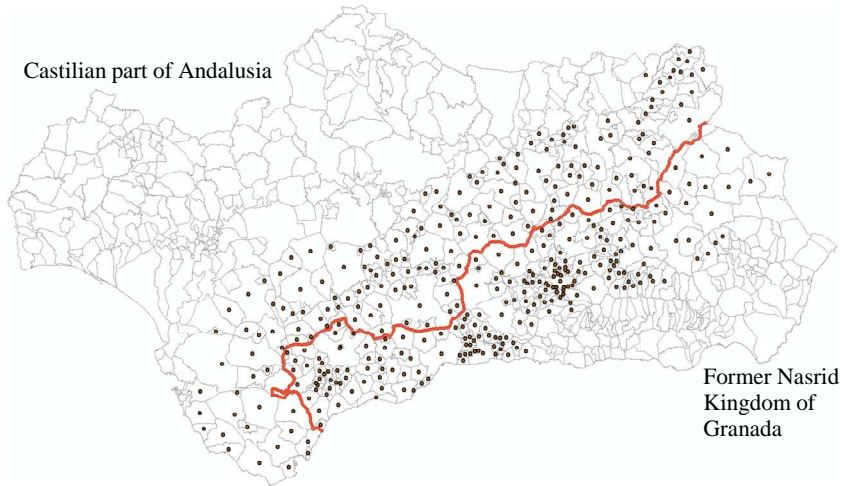 Castilian part of Andalusia
Former Nasrid
Kingdom of
Granada